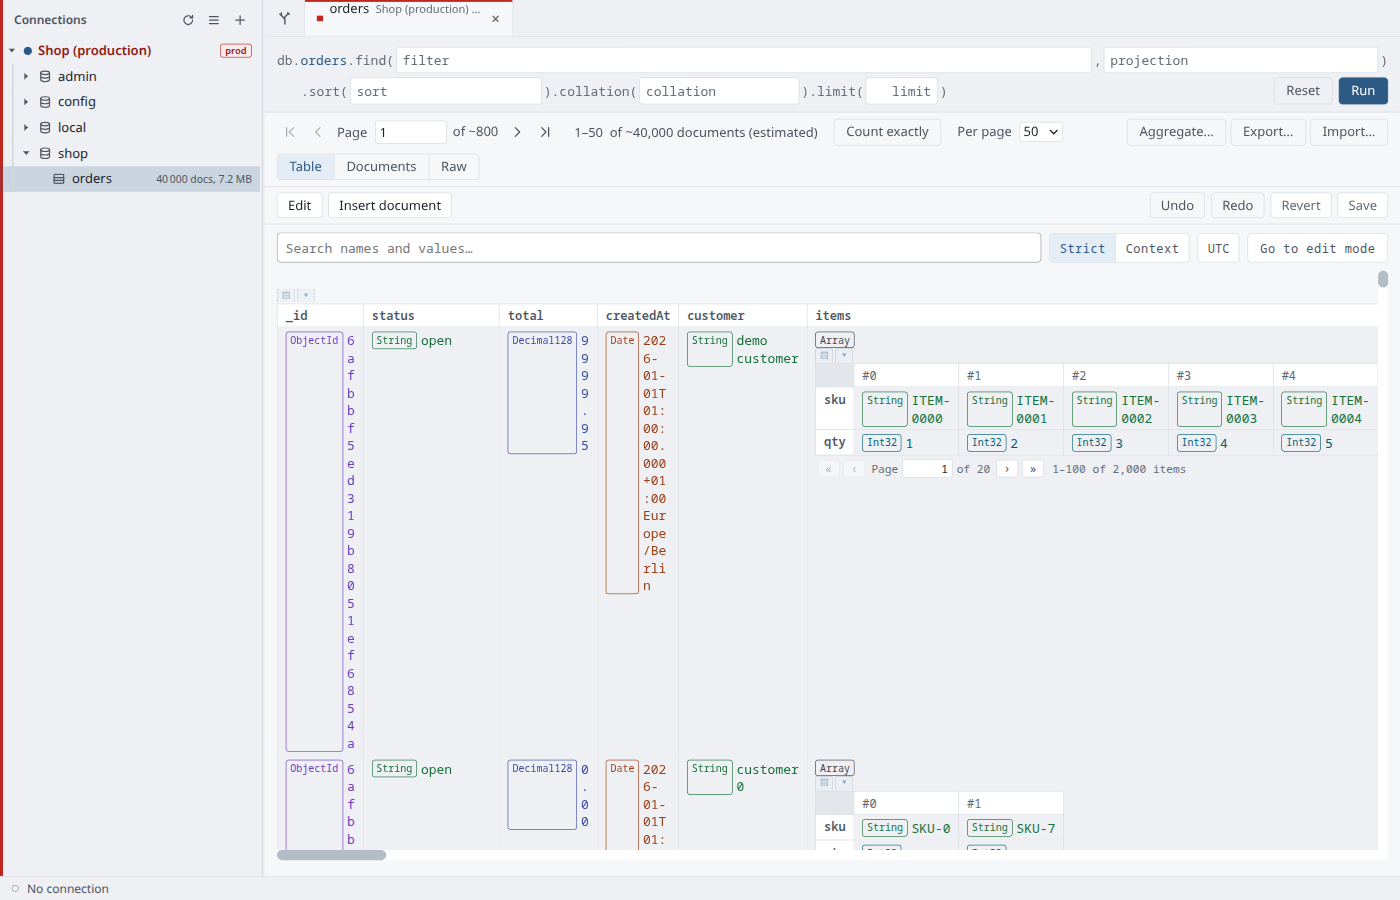 Connections
Shop (production) prod
admin
config
local
shop
orders 40 000 docs, 7.2 MB
orders Shop (production) ... ×
db.orders.find( filter , projection )
.sort( sort ).collation( collation ).limit( limit ) Reset Run
Page 1 of ~800 1–50 of ~40,000 documents (estimated) Count exactly Per page 50 Aggregate... Export... Import...
Table Documents Raw
Edit Insert document Undo Redo Revert Save
Search names and values… Strict Context UTC Go to edit mode
_id status total createdAt customer items
ObjectId 6afbbf5ed319b8051ef6854a
String open
Decimal128 9999.95
Date 2026-01-01T01:00:00.000+01:00 Europe/Berlin
String demo customer
Array
#0 #1 #2 #3 #4
sku String ITEM-0000 String ITEM-0001 String ITEM-0002 String ITEM-0003 String ITEM-0004
qty Int32 1 Int32 2 Int32 3 Int32 4 Int32 5
« ‹ Page 1 of 20 › » 1–100 of 2,000 items
ObjectId 6afbb
String open
Decimal128 0.00
Date 2026-01-01T01:
String customer 0
Array
#0 #1
sku String SKU-0 String SKU-7
No connection